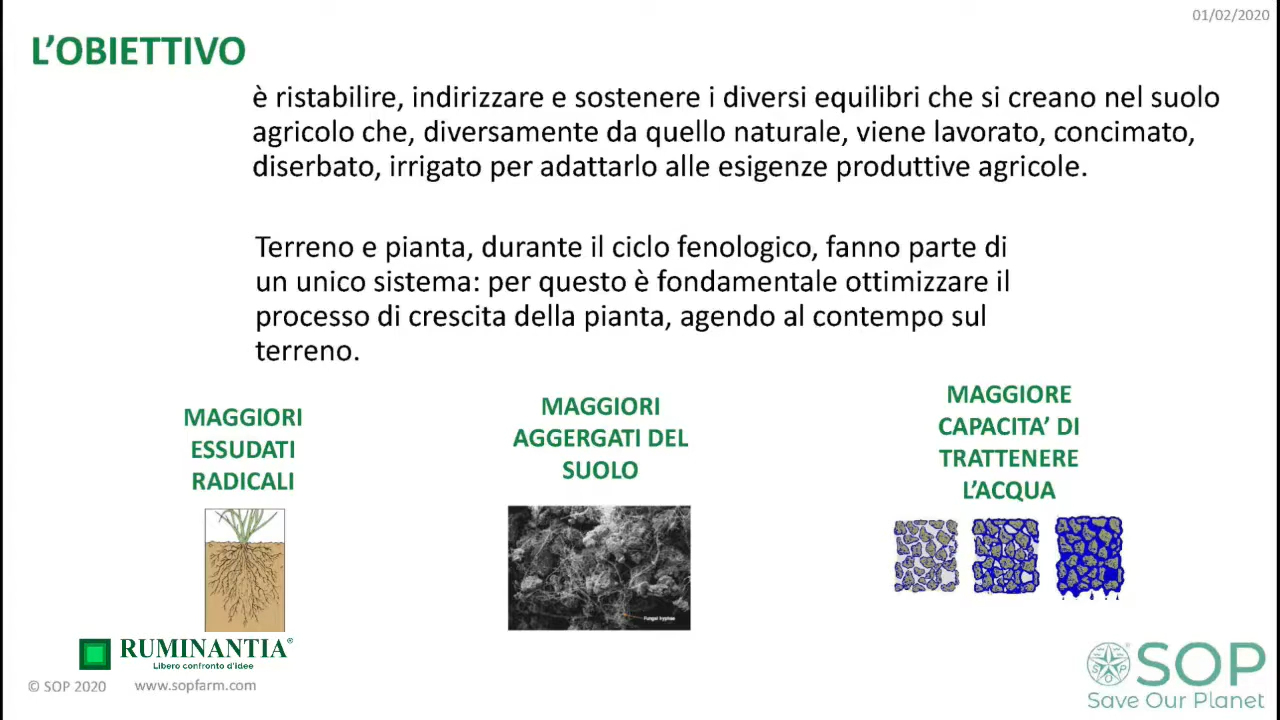 01/02/2020
L'OBIETTIVO
è ristabilire, indirizzare e sostenere i diversi equilibri che si creano nel suolo
agricolo che, diversamente da quello naturale, viene lavorato, concimato,
diserbato, irrigato per adattarlo alle esigenze produttive agricole.
Terreno e pianta, durante il ciclo fenologico, fanno parte di
un unico sistema: per questo è fondamentale ottimizzare il
processo di crescita della pianta, agendo al contempo sul
terreno.
MAGGIORI
ESSUDATI
RADICALI
MAGGIORI
AGGERGATI DEL
SUOLO
MAGGIORE
CAPACITA' DI
TRATTENERE
L'ACQUA
Fungal hyphae
RUMINANTIA®
Libero confronto d'idee
© SOP 2020 www.sopfarm.com
SOP
SOP
Save Our Planet